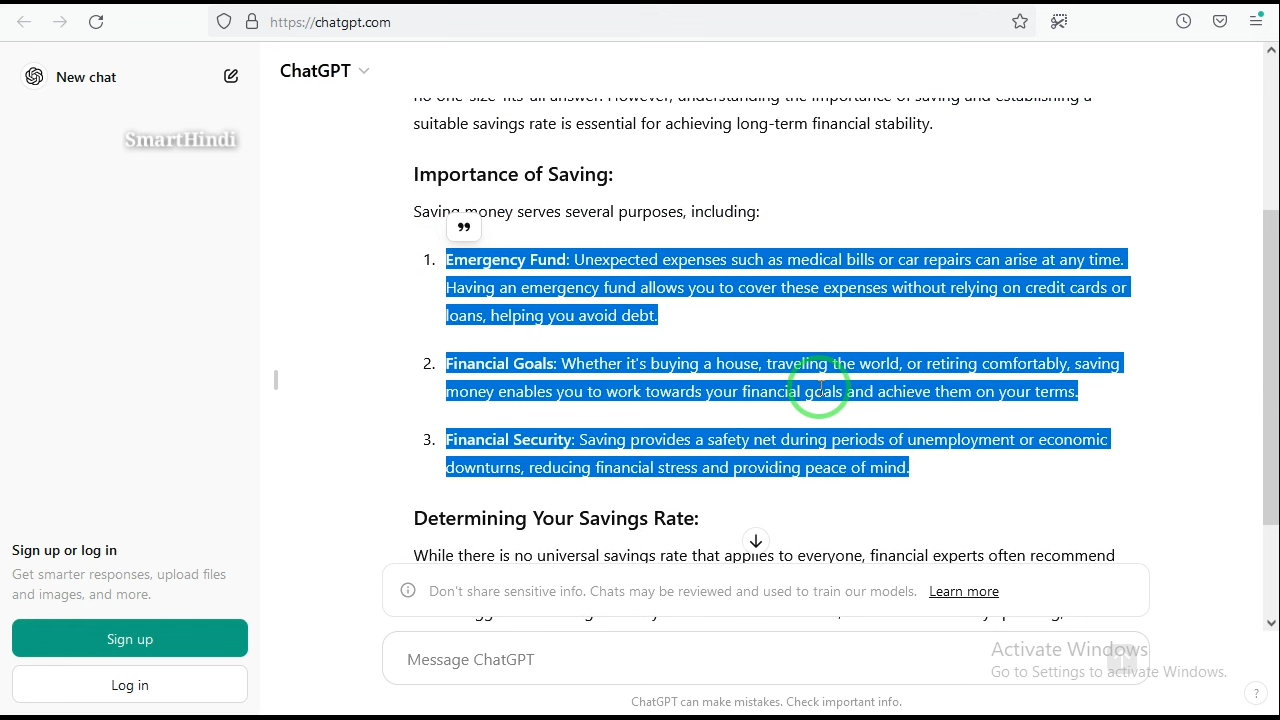 https://chatgpt.com
New chat
SmartHindi
ChatGPT
suitable savings rate is essential for achieving long-term financial stability.
Importance of Saving:
Saving money serves several purposes, including:
1. Emergency Fund: Unexpected expenses such as medical bills or car repairs can arise at any time.
Having an emergency fund allows you to cover these expenses without relying on credit cards or
loans, helping you avoid debt.
2. Financial Goals: Whether it's buying a house, traveling the world, or retiring comfortably, saving
money enables you to work towards your financial goals and achieve them on your terms.
3. Financial Security: Saving provides a safety net during periods of unemployment or economic
downturns, reducing financial stress and providing peace of mind.
Determining Your Savings Rate:
While there is no universal savings rate that applies to everyone, financial experts often recommend
Don't share sensitive info. Chats may be reviewed and used to train our models. Learn more
Message ChatGPT
ChatGPT can make mistakes. Check important info.
?
Sign up or log in
Get smarter responses, upload files
and images, and more.
Sign up
Log in
Activate Windows
Go to Settings to activate Windows.